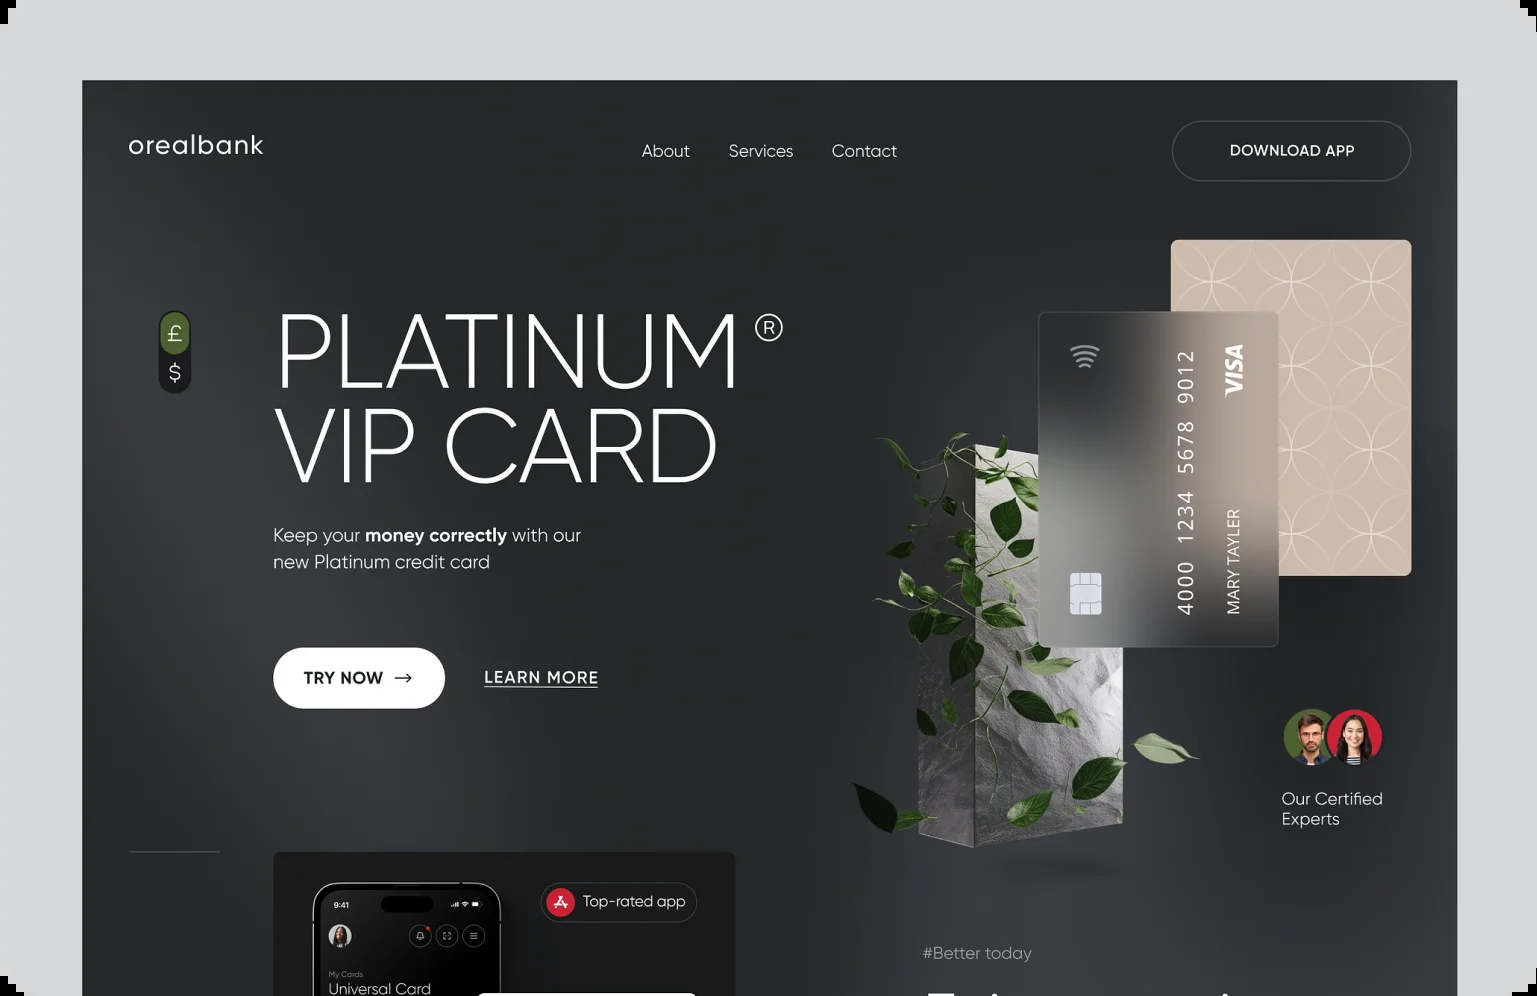 orealbank
About
Services
Contact
DOWNLOAD APP
£
$
PLATINUM ®
VIP CARD
Keep your money correctly with our
new Platinum credit card
TRY NOW →
LEARN MORE
VISA
4000 1234 5678 9012
MARY TAYLER
Our Certified
Experts
9:41
Top-rated app
My Cards
Universal Card
#Better today